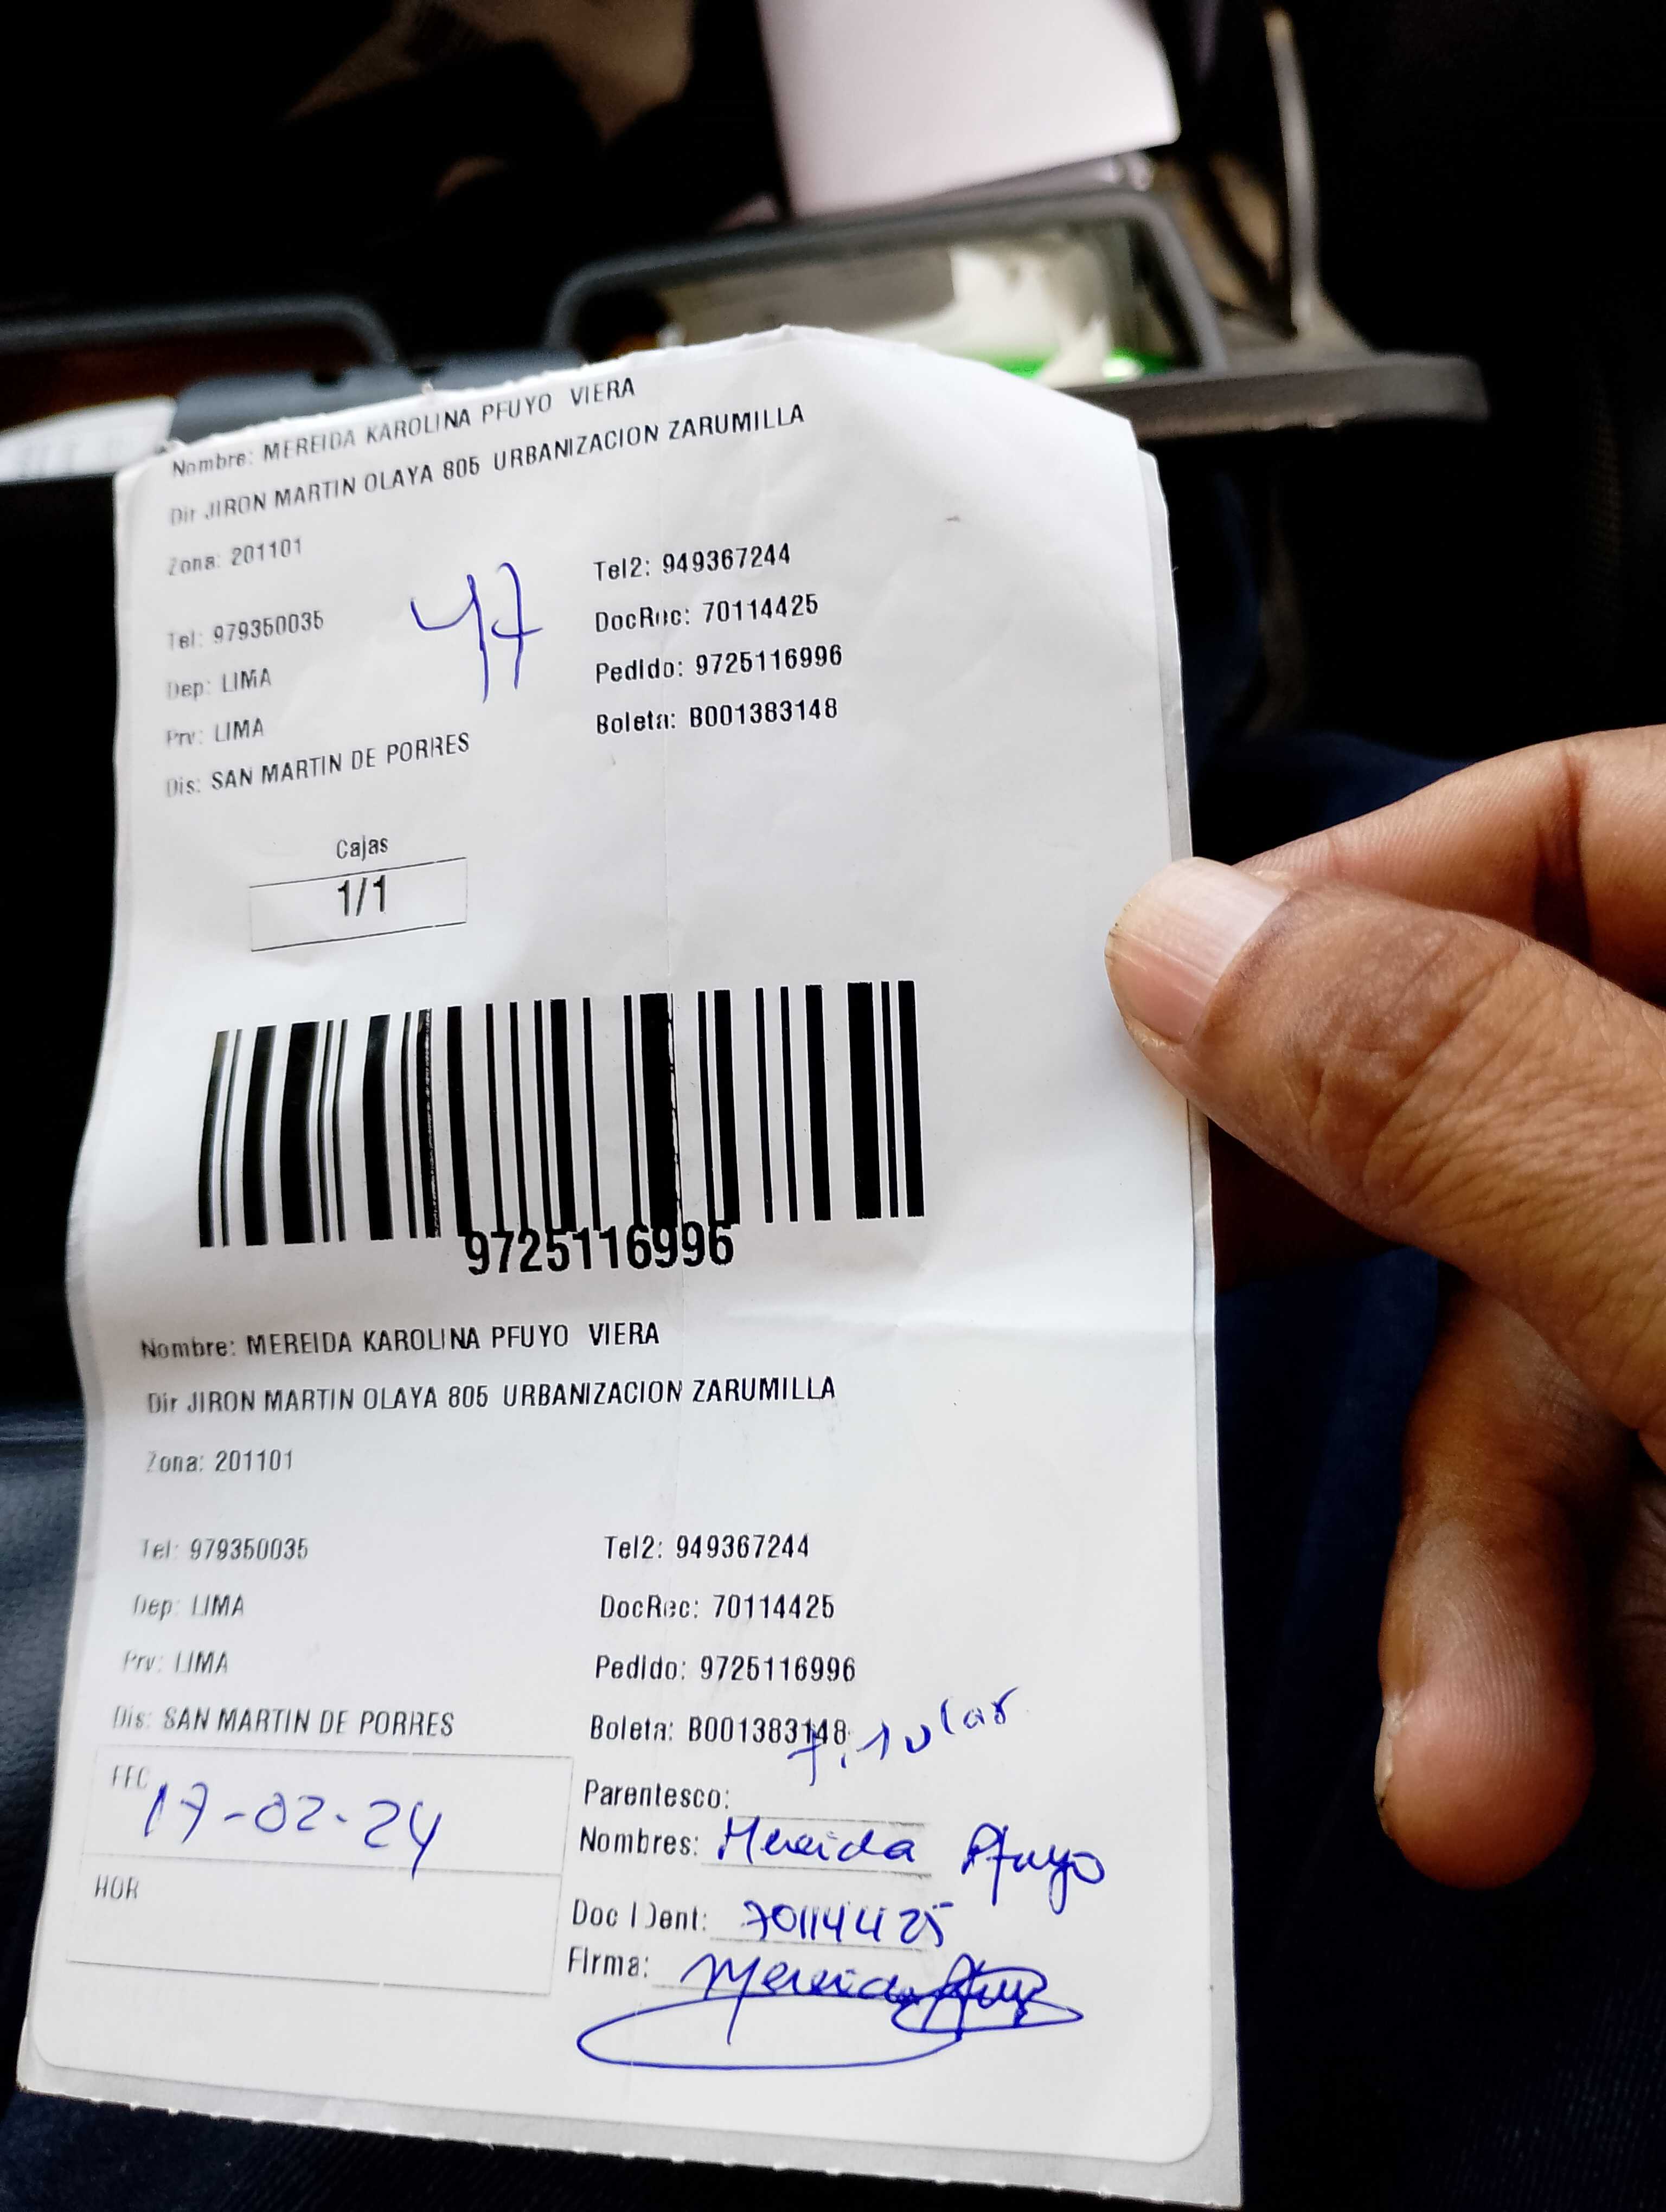 Nombre: MEREIDA KAROLINA PFUYO VIERA
Dir JIRON MARTIN OLAYA 805 URBANIZACION ZARUMILLA
Zona: 201101
47
Tel: 979350035 Tel2: 949367244
DocRec: 70114425
Dep: LIMA Pedido: 9725116996
Prv: LIMA Boleta: B001383148
Dis: SAN MARTIN DE PORRES
Cajas
1/1
9725116996
Nombre: MEREIDA KAROLINA PFUYO VIERA
Dir JIRON MARTIN OLAYA 805 URBANIZACION ZARUMILLA
Zona: 201101
Tel: 979350035 Tel2: 949367244
Dep: LIMA DocRec: 70114425
Prv: LIMA Pedido: 9725116996
Dis: SAN MARTIN DE PORRES Boleta: B001383148
Titular
FEC 17-02-24 Parentesco:
Nombres: Mereida Pfuyo
HOR Doc Ident: 70114425
Firma: Mereida Pfuyo